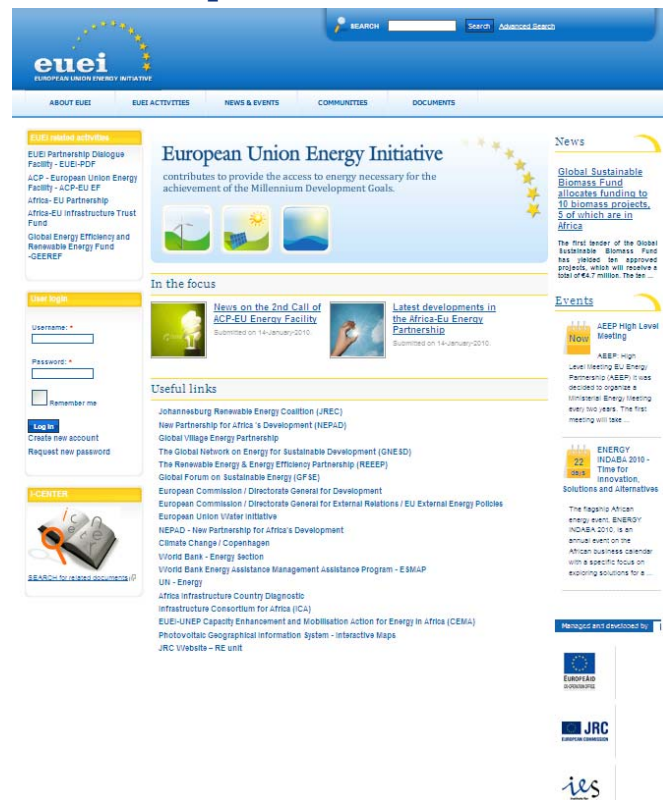 SEARCH Search Advanced Search
euei
EUROPEAN UNION ENERGY INITIATIVE
ABOUT EUEI EUEI ACTIVITIES NEWS & EVENTS COMMUNITIES DOCUMENTS
EUEI related activities
EUEI Partnership Dialogue
Facility - EUEI-PDF
ACP - European Union Energy
Facility - ACP-EU EF
Africa- EU Partnership
Africa-EU Infrastructure Trust
Fund
Global Energy Efficiency and
Renewable Energy Fund
-GEEREF
User login
Username: *
Password: *
Remember me
Log in
Create new account
Request new password
I-CENTER
SEARCH for related documents
European Union Energy Initiative
contributes to provide the access to energy necessary for the
achievement of the Millennium Development Goals.
In the focus
News on the 2nd Call of
ACP-EU Energy Facility
Submitted on 14-January-2010.
Latest developments in
the Africa-Eu Energy
Partnership
Submitted on 14-January-2010.
Useful links
Johannesburg Renewable Energy Coalition (JREC)
New Partnership for Africa 's Development (NEPAD)
Global Village Energy Partnership
The Global Network on Energy for Sustainable Development (GNESD)
The Renewable Energy & Energy Efficiency Partnership (REEEP)
Global Forum on Sustainable Energy (GFSE)
European Commission / Directorate General for Development
European Commission / Directorate General for External Relations / EU External Energy Policies
European Union Water Initiative
NEPAD - New Partnership for Africa's Development
Climate Change / Copenhagen
World Bank - Energy Section
World Bank Energy Assistance Management Assistance Program - ESMAP
UN - Energy
Africa Infrastructure Country Diagnostic
Infrastructure Consortium for Africa (ICA)
EUEI-UNEP Capacity Enhancement and Mobilisation Action for Energy in Africa (CEMA)
Photovoltaic Geographical Information System - Interactive Maps
JRC Website – RE unit
News
Global Sustainable
Biomass Fund
allocates funding to
10 biomass projects,
5 of which are in
Africa
The first tender of the Global
Sustainable Biomass Fund
has yielded ten approved
projects, which will receive a
total of €4.7 million. The ten ...
Events
Now
AEEP High Level
Meeting
AEEP: High
Level Meeting EU Energy
Partnership (AEEP) it was
decided to organize a
Ministerial Energy Meeting
every two years. The first
meeting will take ...
22
days
ENERGY
INDABA 2010 -
Time for
Innovation,
Solutions and Alternatives
The flagship African
energy event, ENERGY
INDABA 2010, is an
annual event on the
African business calendar
with a specific focus on
exploring solutions for a ...
Managed and developed by
EUROPEAID
CO-OPERATION OFFICE
JRC
EUROPEAN COMMISSION
ies